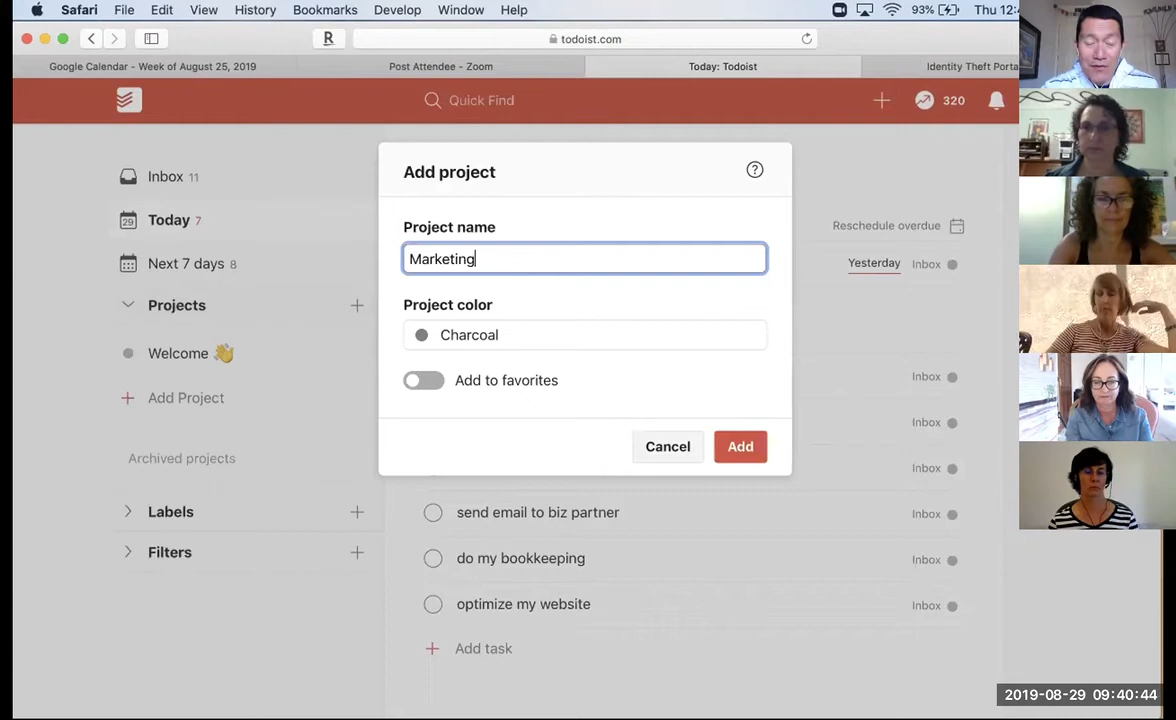 Safari File Edit View History Bookmarks Develop Window Help 93% Thu 12:4
R todoist.com
Google Calendar - Week of August 25, 2019 Post Attendee - Zoom Today: Todoist Identity Theft Porta
Quick Find 320
Inbox 11
29 Today 7
Next 7 days 8
Projects
Welcome 👋
Add Project
Archived projects
Labels
Filters
Add project
Project name
Marketing
Project color
Charcoal
Add to favorites
Cancel Add
Reschedule overdue
Yesterday Inbox
Inbox
Inbox
Inbox
send email to biz partner Inbox
do my bookkeeping Inbox
optimize my website Inbox
Add task
2019-08-29 09:40:44